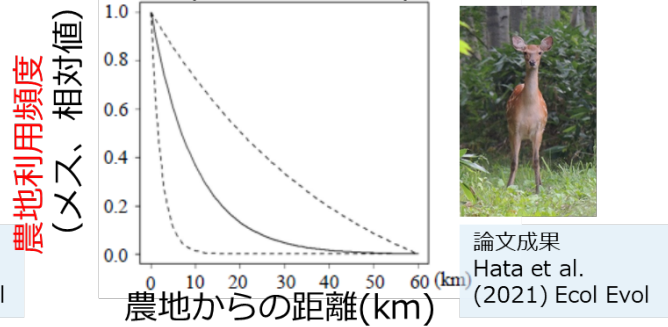 農地利用頻度
(メス、相対値)
1.0
0.8
0.6
0.4
0.2
0.0
0 10 20 30 40 50 60 (km)
農地からの距離(km)
論文成果
Hata et al.
(2021) Ecol Evol